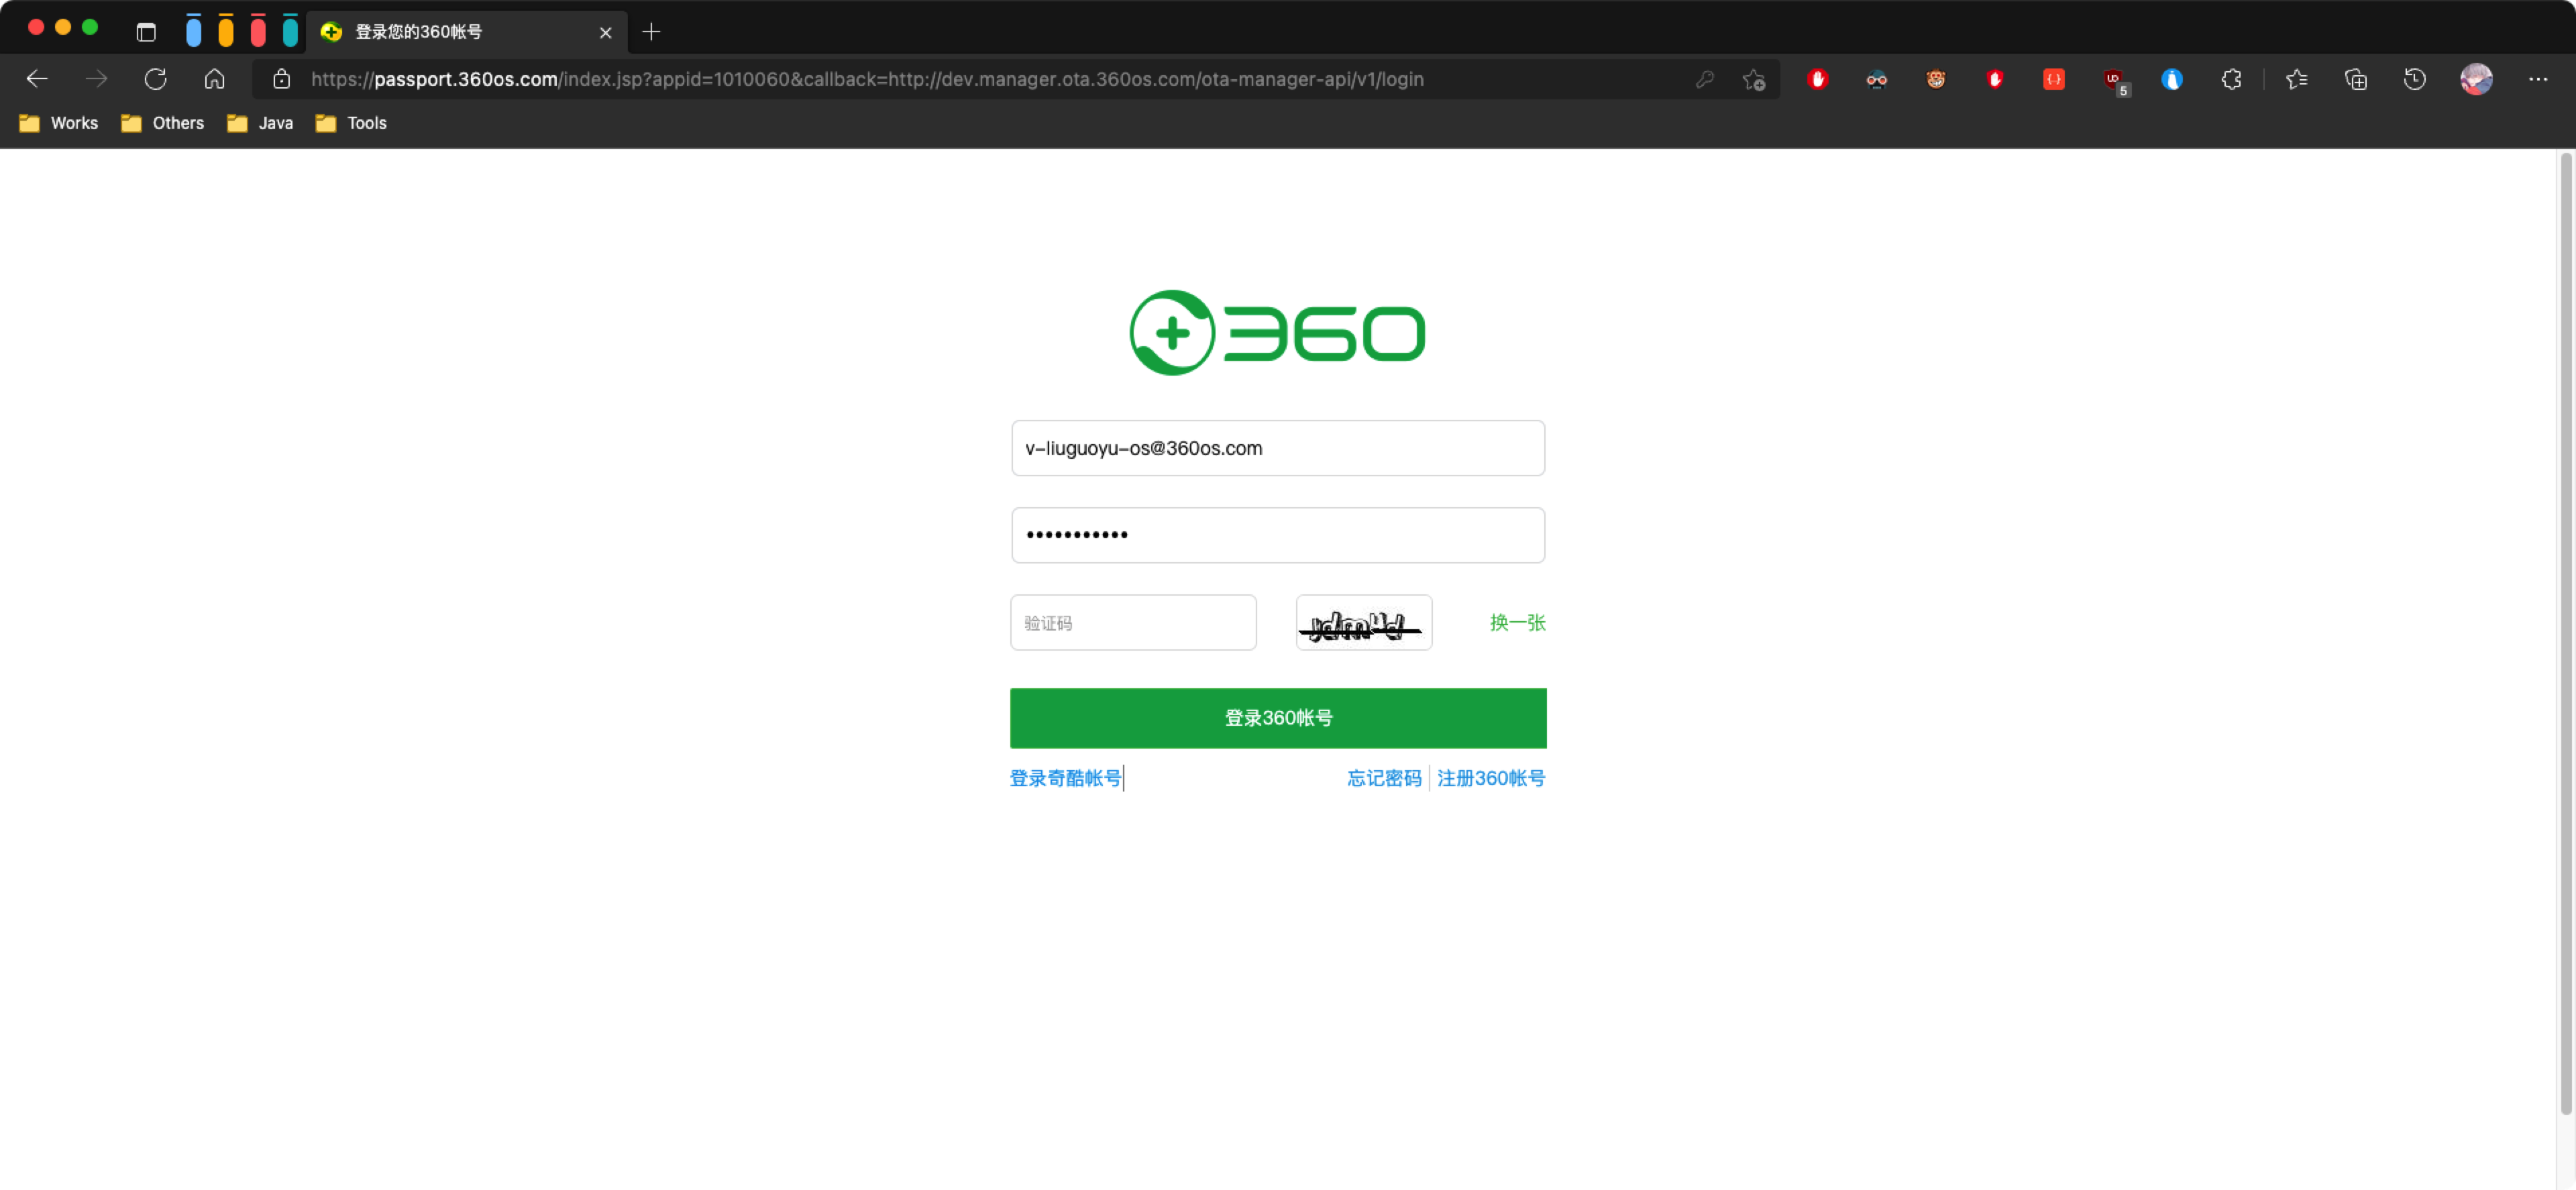 登录您的360帐号
https://passport.360os.com/index.jsp?appid=1010060&callback=http://dev.manager.ota.360os.com/ota-manager-api/v1/login
5
Works Others Java Tools
360
v-liuguoyu-os@360os.com
验证码
换一张
登录360帐号
登录奇酷帐号 忘记密码 注册360帐号